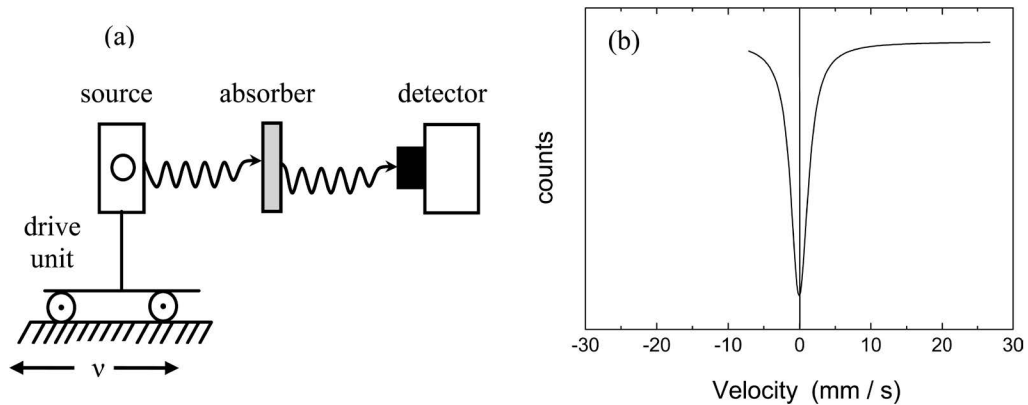 (a)
source
absorber
detector
drive
unit
v
(b)
counts
-30
-20
-10
0
10
20
30
Velocity (mm / s)